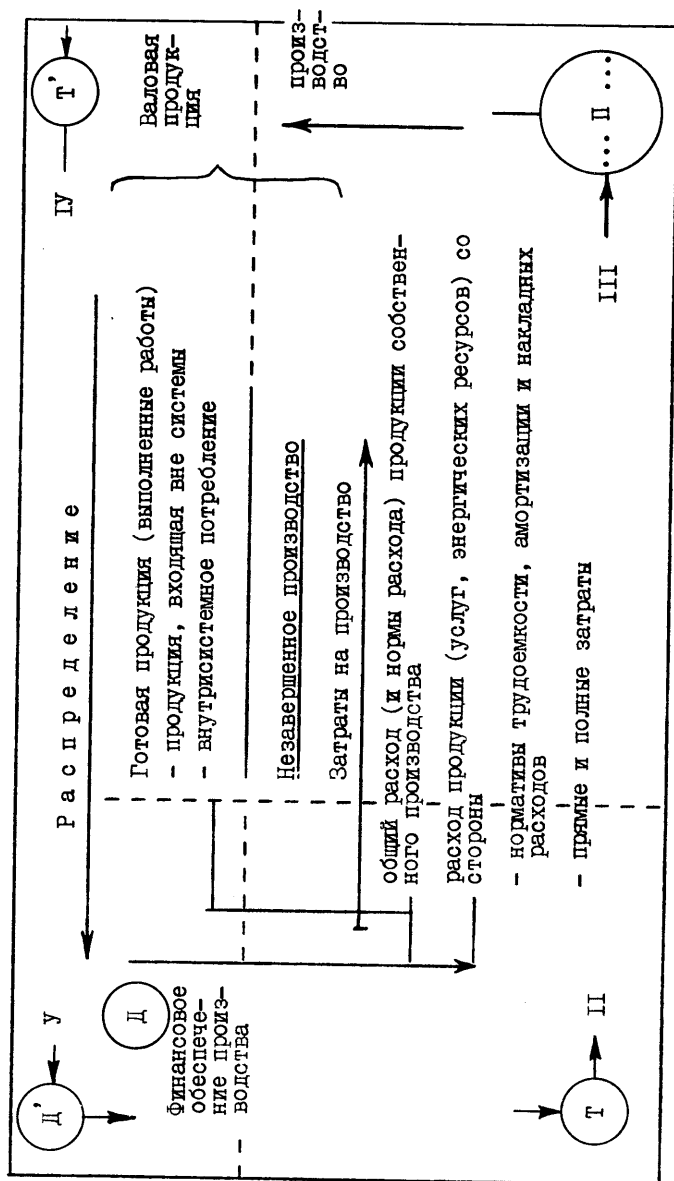 Распределение
Д'
У
IУ
Т'
Д
Финансовое
обеспече-
ние произ-
водства
Готовая продукция (выполненные работы)
- продукция, входящая вне системы
- внутрисистемное потребление
Валовая
продук-
ция
Незавершенное производство
Затраты на производство
произ-
водст-
во
общий расход (и нормы расхода) продукции собствен-
ного производства
расход продукции (услуг, энергических ресурсов) со
стороны
- нормативы трудоемкости, амортизации и накладных
расходов
- прямые и полные затраты
Т
II
III
... П ...